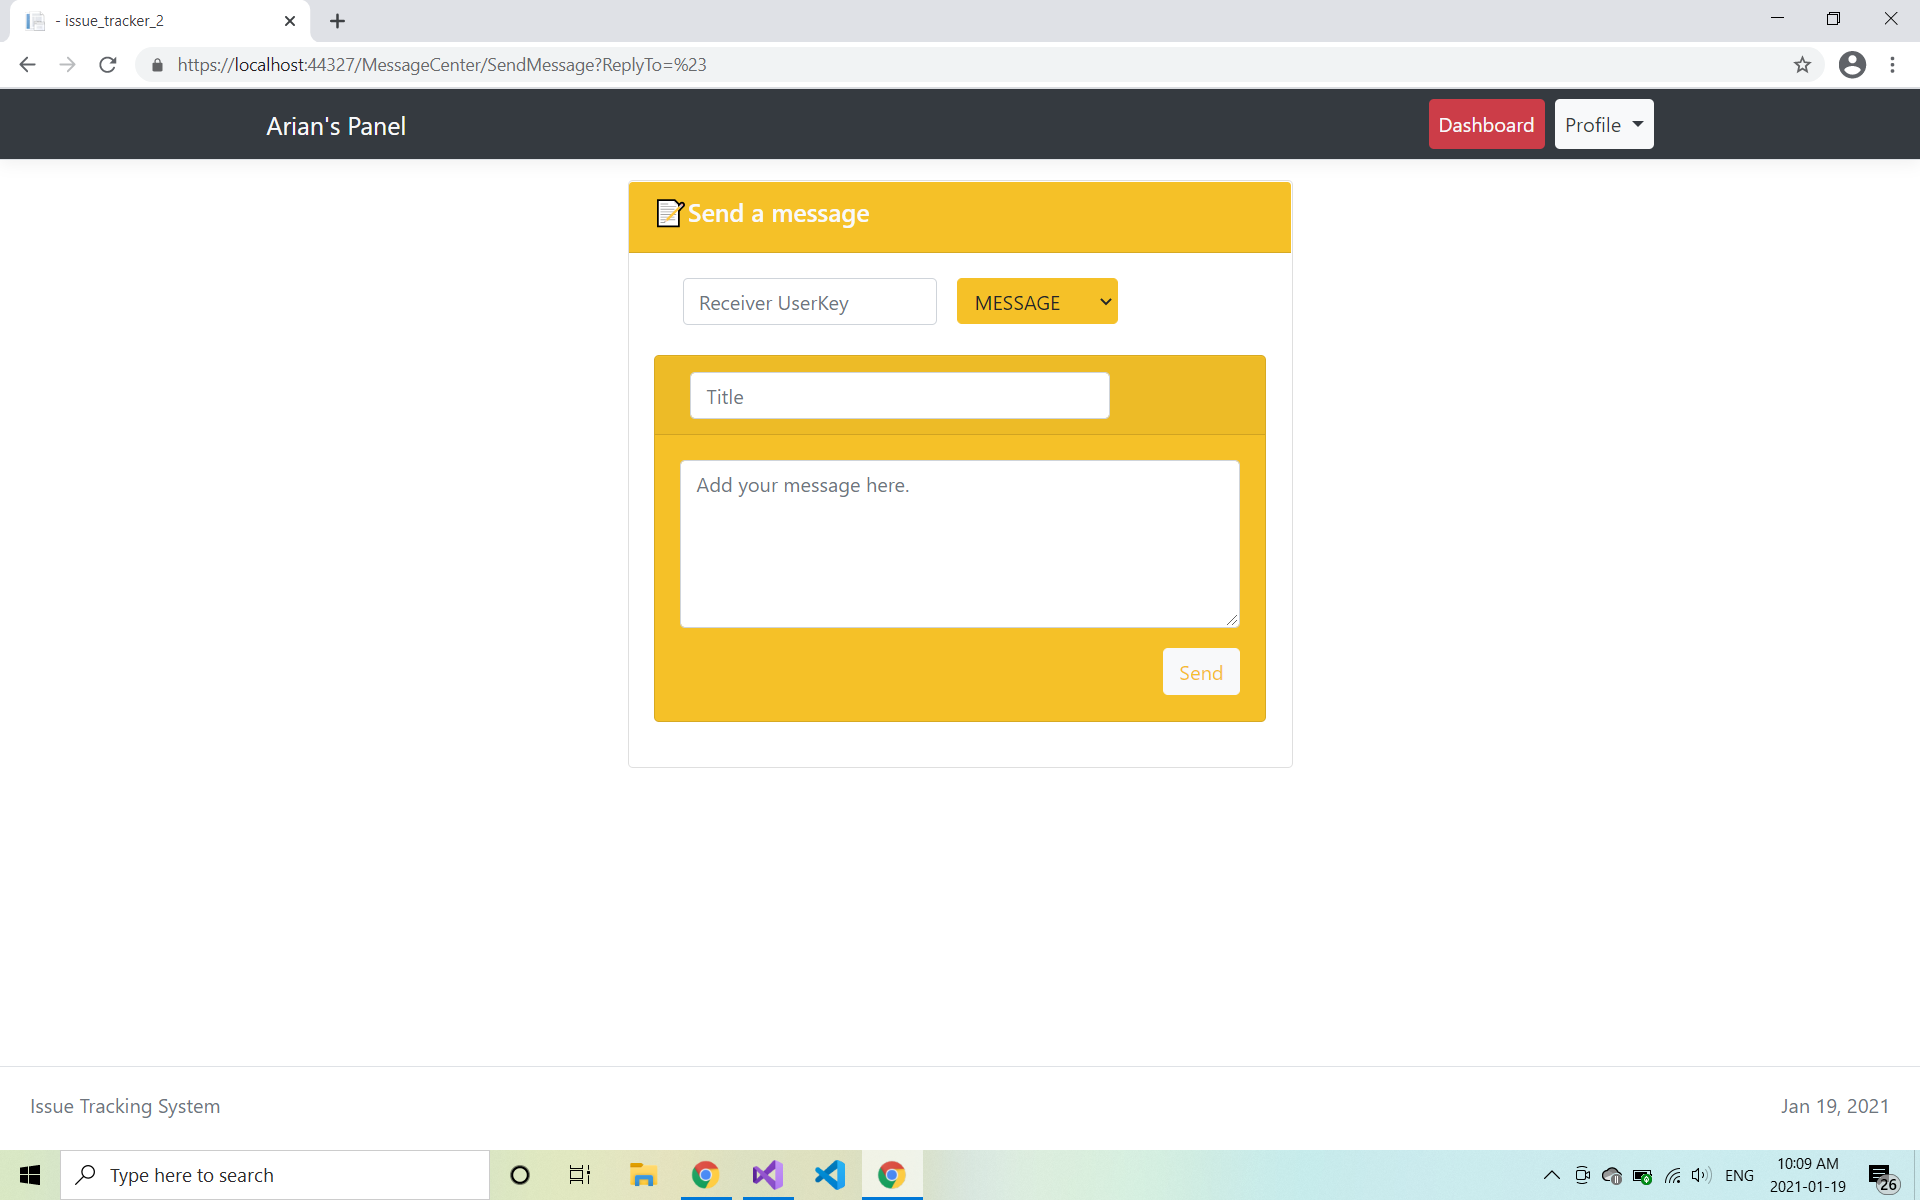 - issue_tracker_2
https://localhost:44327/MessageCenter/SendMessage?ReplyTo=%23
Arian's Panel
Dashboard
Profile
Send a message
Receiver UserKey
MESSAGE
Title
Add your message here.
Send
Issue Tracking System
Jan 19, 2021
Type here to search
ENG
10:09 AM
2021-01-19
26